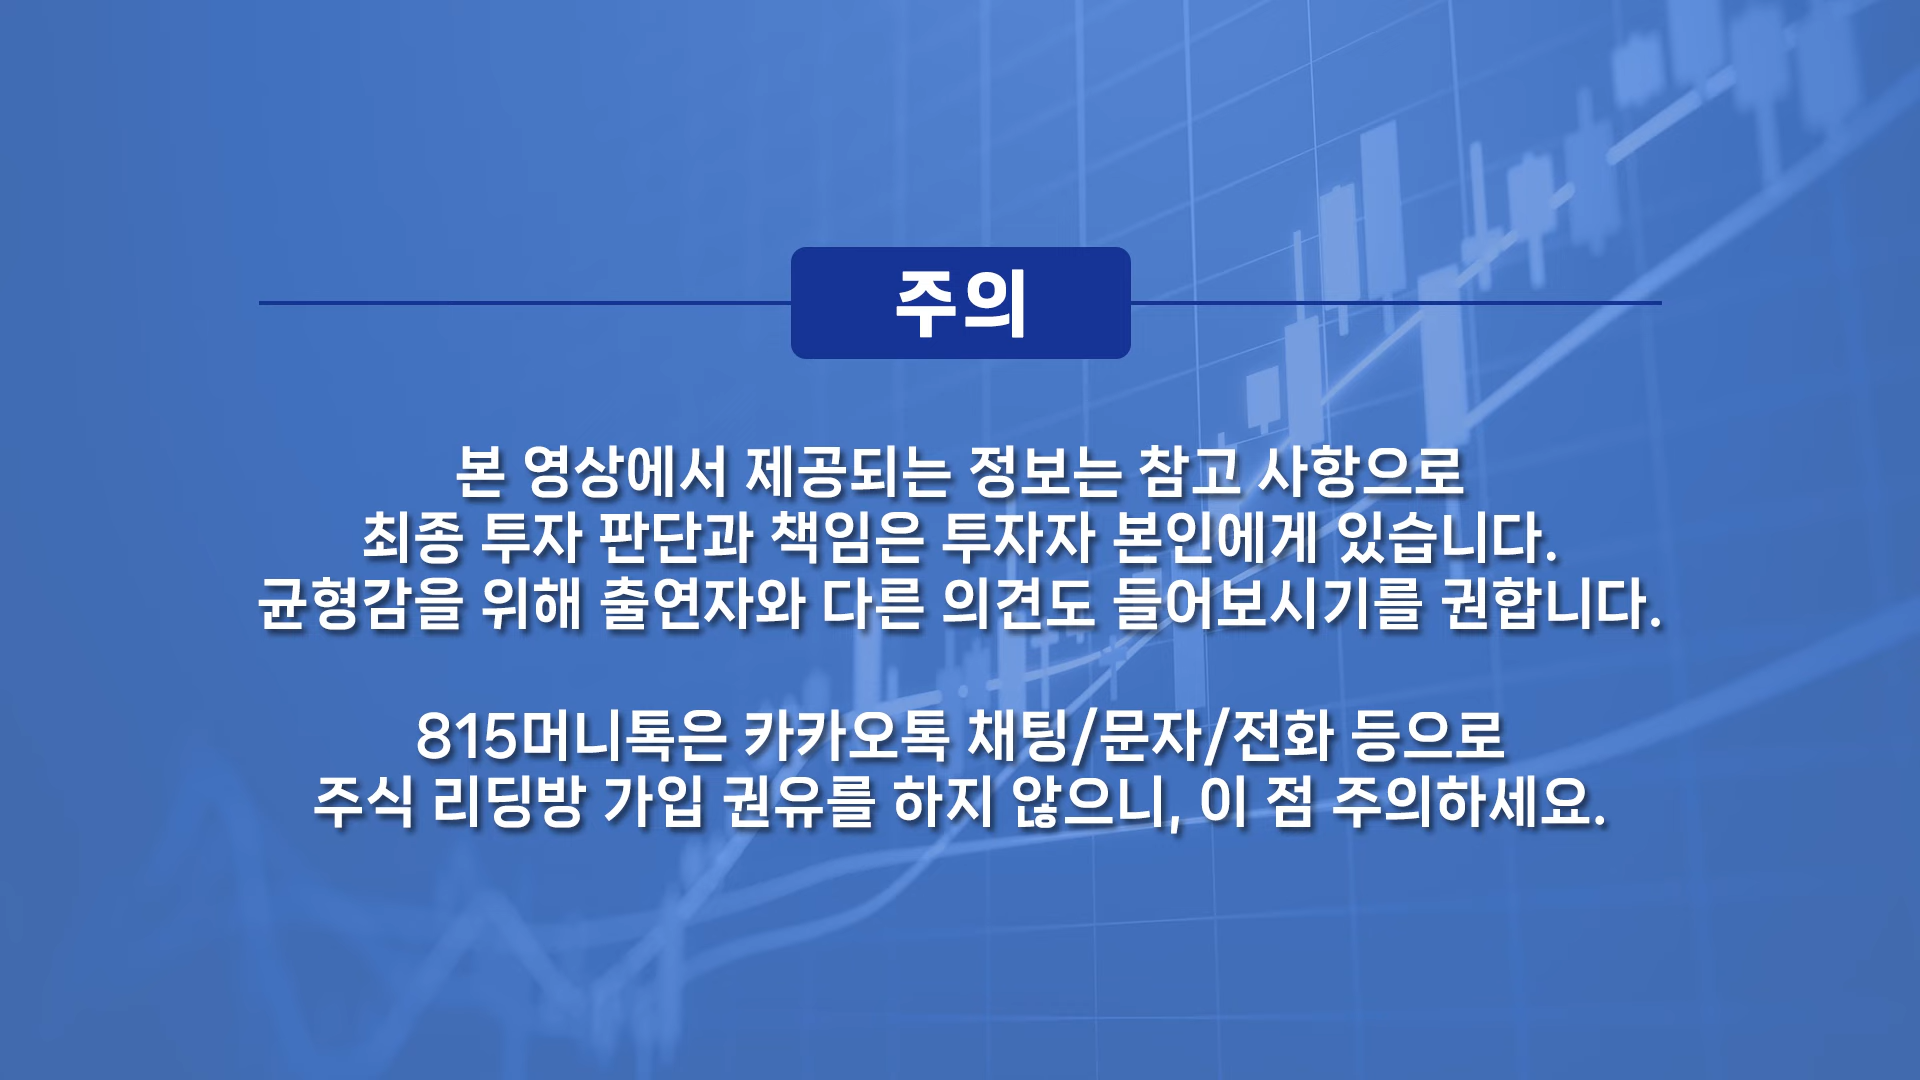 주의
본 영상에서 제공되는 정보는 참고 사항으로
최종 투자 판단과 책임은 투자자 본인에게 있습니다.
균형감을 위해 출연자와 다른 의견도 들어보시기를 권합니다.
815머니톡은 카카오톡 채팅/문자/전화 등으로
주식 리딩방 가입 권유를 하지 않으니, 이 점 주의하세요.